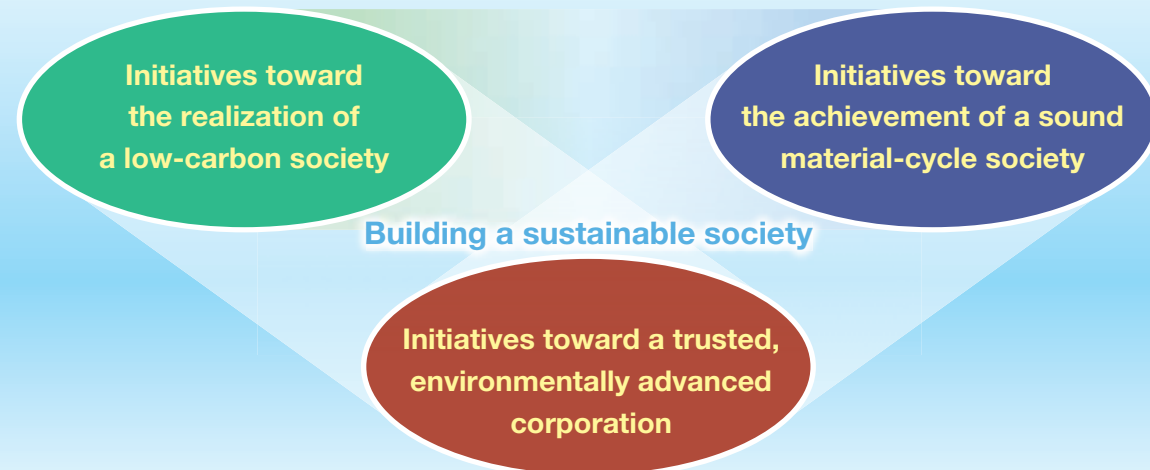 Initiatives toward
the realization of
a low-carbon society
Initiatives toward
the achievement of a sound
material-cycle society
Building a sustainable society
Initiatives toward a trusted,
environmentally advanced
corporation